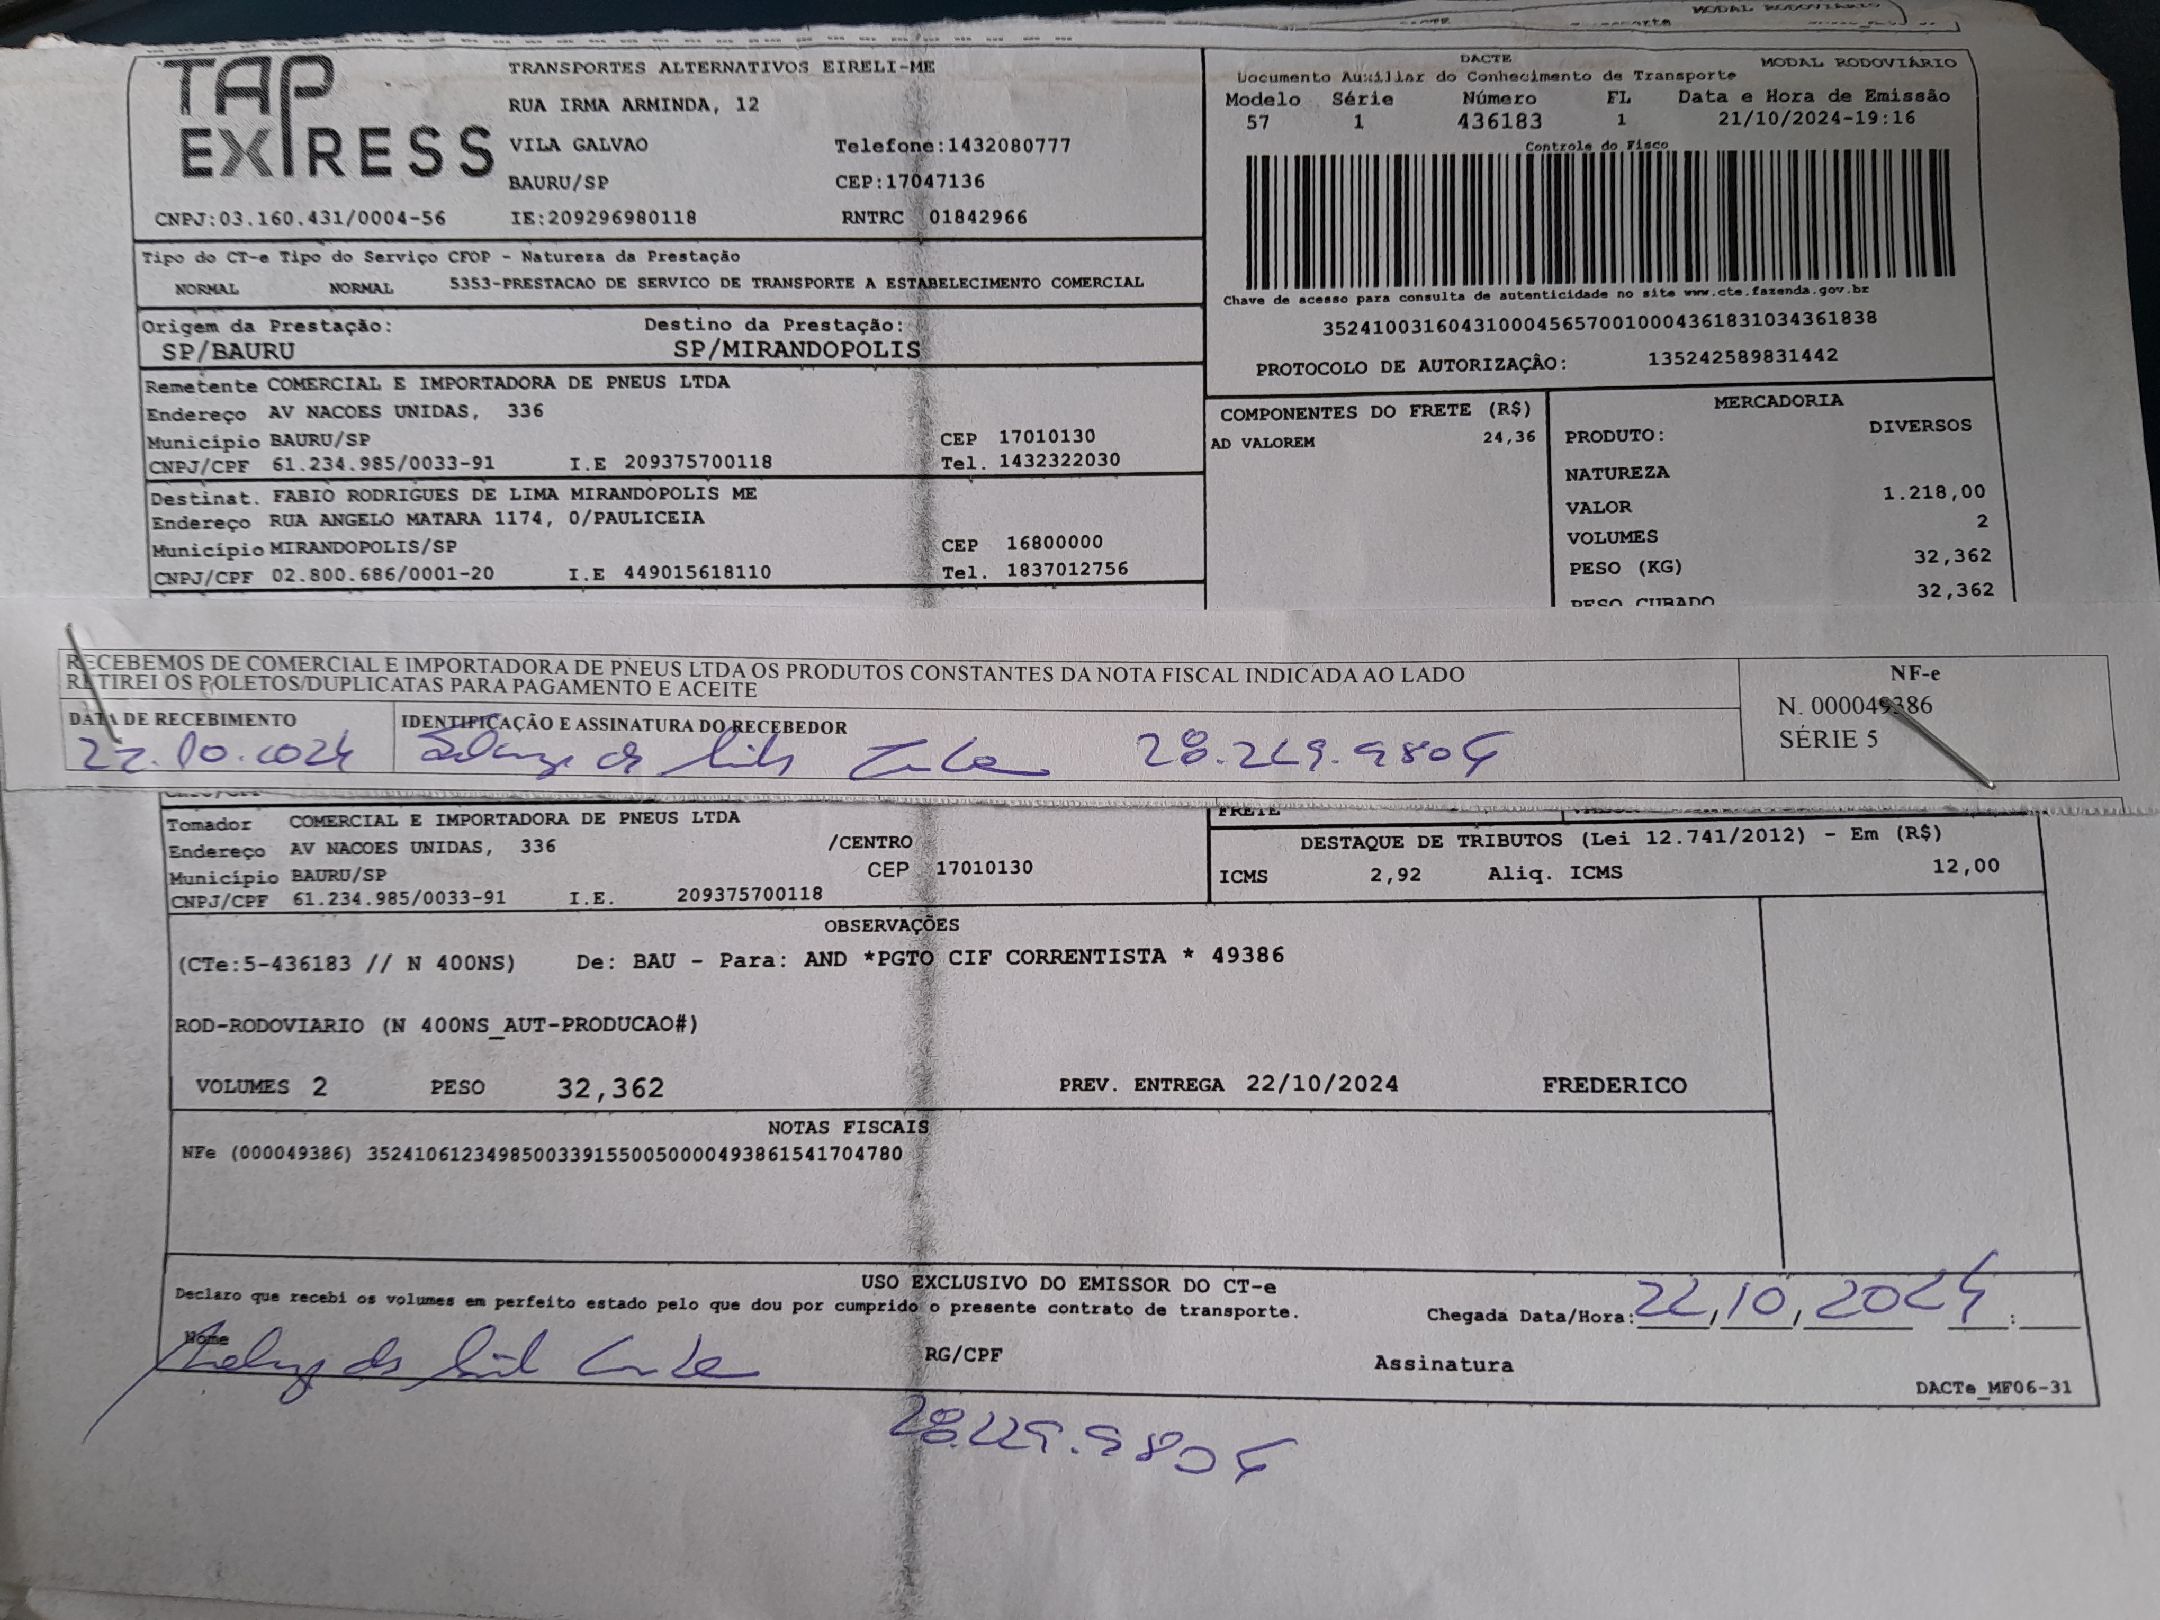 MODAL RODOVIÁRIO
TAP EXPRESS
TRANSPORTES ALTERNATIVOS EIRELI-ME
RUA IRMA ARMINDA, 12
VILA GALVAO Telefone:1432080777
BAURU/SP CEP:17047136
CNPJ:03.160.431/0004-56 IE:209296980118 RNTRC 01842966
DACTE MODAL RODOVIÁRIO
Documento Auxiliar do Conhecimento de Transporte
Modelo Série Número FL Data e Hora de Emissão
57 1 436183 1 21/10/2024-19:16
Controle do Fisco
Chave de acesso para consulta de autenticidade no site www.cte.fazenda.gov.br
35241003160431000456570010004361831034361838
PROTOCOLO DE AUTORIZAÇÃO: 135242589831442
Tipo do CT-e Tipo do Serviço CFOP - Natureza da Prestação
NORMAL NORMAL 5353-PRESTACAO DE SERVICO DE TRANSPORTE A ESTABELECIMENTO COMERCIAL
Origem da Prestação: Destino da Prestação:
SP/BAURU SP/MIRANDOPOLIS
Remetente COMERCIAL E IMPORTADORA DE PNEUS LTDA
Endereço AV NACOES UNIDAS, 336
Município BAURU/SP CEP 17010130
CNPJ/CPF 61.234.985/0033-91 I.E 209375700118 Tel. 1432322030
Destinat. FABIO RODRIGUES DE LIMA MIRANDOPOLIS ME
Endereço RUA ANGELO MATARA 1174, 0/PAULICEIA
Município MIRANDOPOLIS/SP CEP 16800000
CNPJ/CPF 02.800.686/0001-20 I.E 449015618110 Tel. 1837012756
COMPONENTES DO FRETE (R$)
AD VALOREM 24,36
MERCADORIA
PRODUTO: DIVERSOS
NATUREZA
VALOR 1.218,00
VOLUMES 2
PESO (KG) 32,362
PESO CUBADO 32,362
RECEBEMOS DE COMERCIAL E IMPORTADORA DE PNEUS LTDA OS PRODUTOS CONSTANTES DA NOTA FISCAL INDICADA AO LADO
RETIREI OS BOLETOS/DUPLICATAS PARA PAGAMENTO E ACEITE
DATA DE RECEBIMENTO IDENTIFICAÇÃO E ASSINATURA DO RECEBEDOR
22.10.2024
NF-e
N. 000049386
SÉRIE 5
Tomador COMERCIAL E IMPORTADORA DE PNEUS LTDA
Endereço AV NACOES UNIDAS, 336 /CENTRO
Município BAURU/SP CEP 17010130
CNPJ/CPF 61.234.985/0033-91 I.E. 209375700118
FRETE
DESTAQUE DE TRIBUTOS (Lei 12.741/2012) - Em (R$)
ICMS 2,92 Aliq. ICMS 12,00
OBSERVAÇÕES
(CTe:5-436183 // N 400NS) De: BAU - Para: AND *PGTO CIF CORRENTISTA * 49386
ROD-RODOVIARIO (N 400NS_AUT-PRODUCAO#)
VOLUMES 2 PESO 32,362 PREV. ENTREGA 22/10/2024 FREDERICO
NOTAS FISCAIS
NFe (000049386) 35241061234985003391550050000493861541704780
USO EXCLUSIVO DO EMISSOR DO CT-e
Declaro que recebi os volumes em perfeito estado pelo que dou por cumprido o presente contrato de transporte.
Chegada Data/Hora: 22,10,2024 :
Nome
RG/CPF Assinatura
DACTe_MF06-31